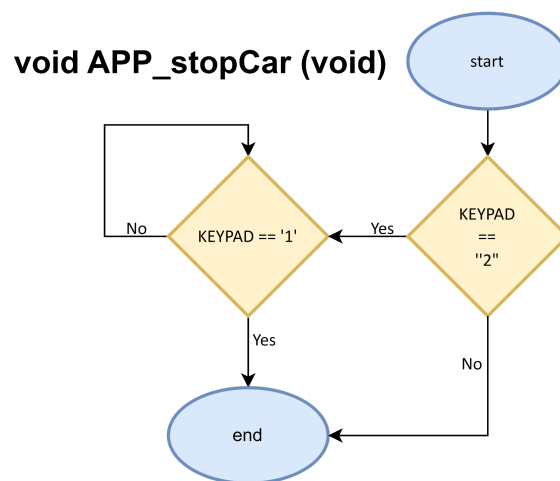 void APP_stopCar (void)
start
KEYPAD
==
''2"
Yes
KEYPAD == '1'
No
Yes
No
end